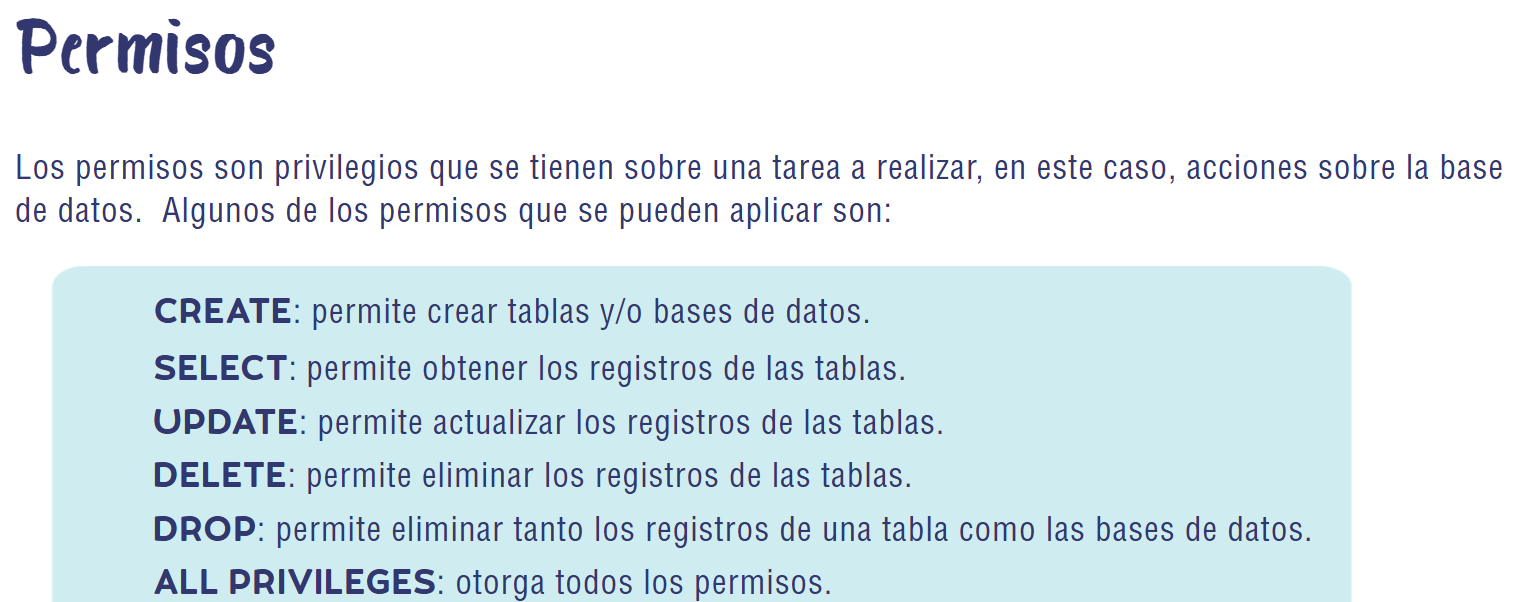 Permisos
Los permisos son privilegios que se tienen sobre una tarea a realizar, en este caso, acciones sobre la base
de datos.  Algunos de los permisos que se pueden aplicar son:
CREATE: permite crear tablas y/o bases de datos.
SELECT: permite obtener los registros de las tablas.
UPDATE: permite actualizar los registros de las tablas.
DELETE: permite eliminar los registros de las tablas.
DROP: permite eliminar tanto los registros de una tabla como las bases de datos.
ALL PRIVILEGES: otorga todos los permisos.